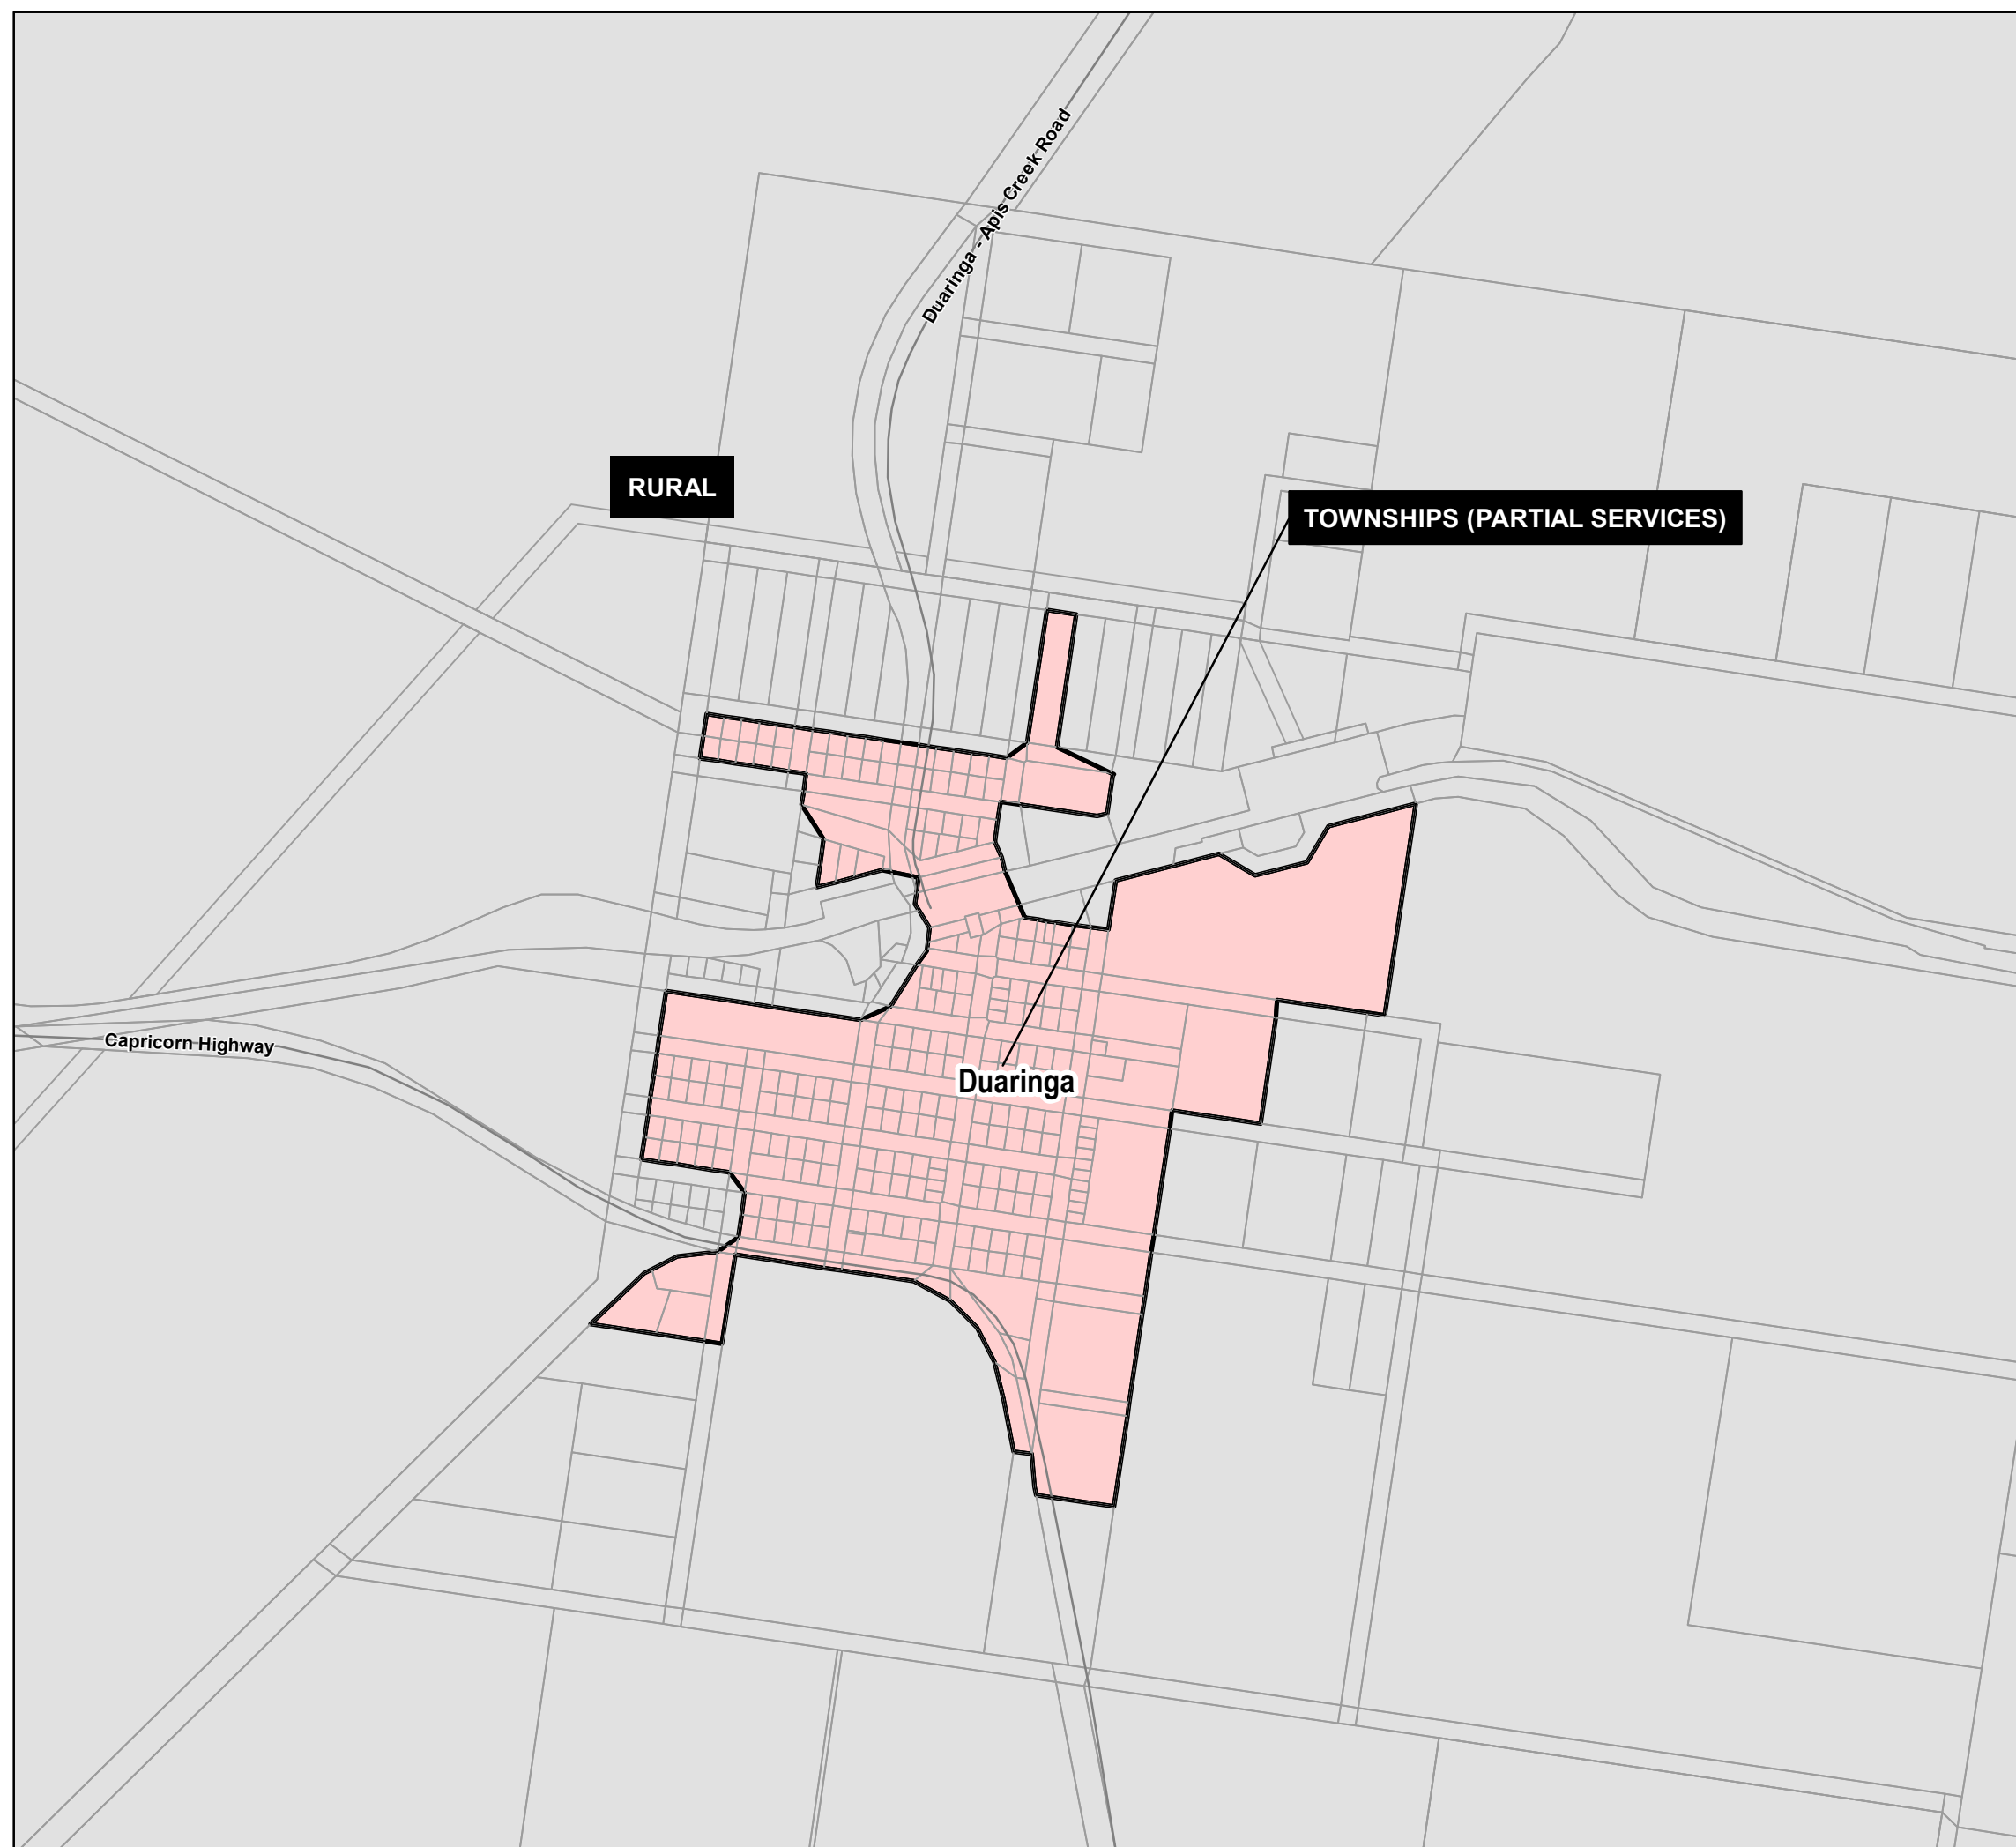 Duaringa - Apis Creek Road
RURAL
TOWNSHIPS (PARTIAL SERVICES)
Capricorn Highway
Duaringa